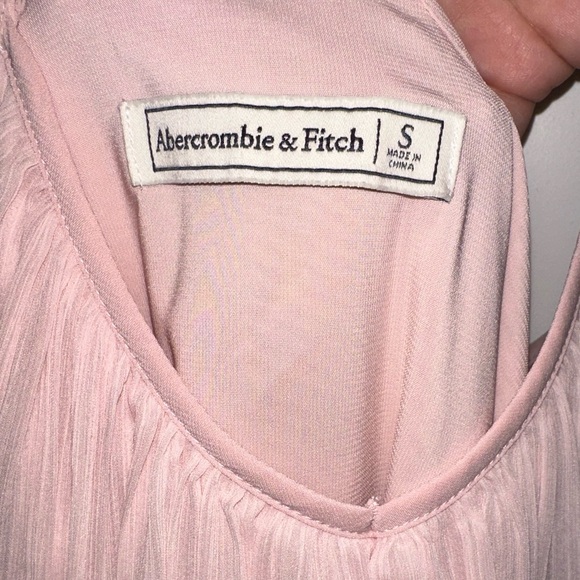 Abercrombie & Fitch
S
MADE IN
CHINA